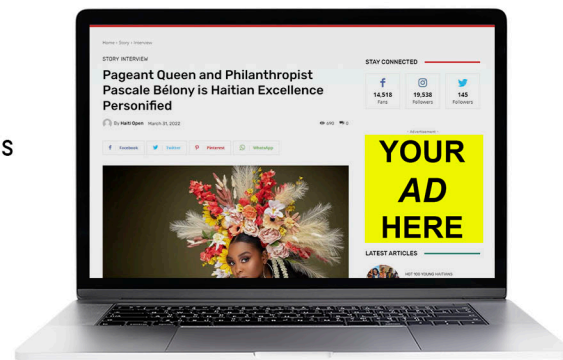 s
Home › Story › Interview
STORY INTERVIEW
Pageant Queen and Philanthropist
Pascale Bélony is Haitian Excellence
Personified
By Haiti Open March 31, 2022
690 0
Facebook Twitter Pinterest WhatsApp
STAY CONNECTED
14,518
Fans
19,538
Followers
145
Followers
- Advertisement -
YOUR
AD
HERE
LATEST ARTICLES
HOT 100 YOUNG HAITIANS